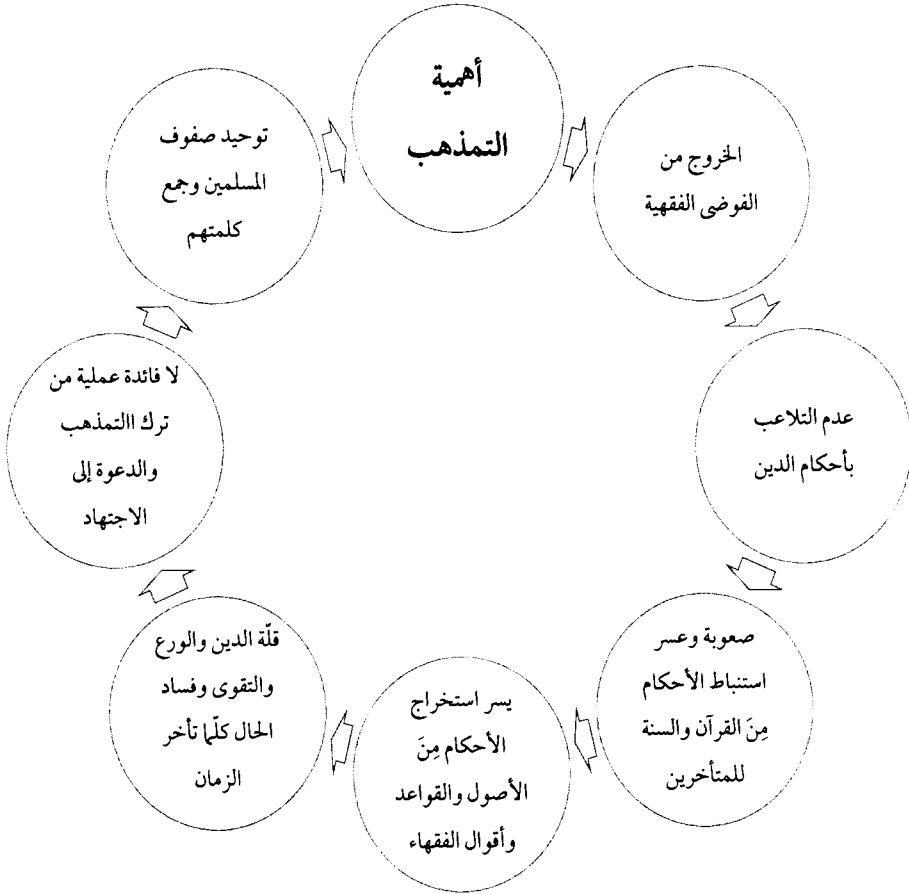 أهمية
التمذهب
الخروج من
الفوضى الفقهية
عدم التلاعب
بأحكام الدين
صعوبة وعسر
استنباط الأحكام
مِنَ القرآن والسنة
للمتأخرين
يسر استخراج
الأحكام مِنَ
الأصول والقواعد
وأقوال الفقهاء
قلّة الدين والورع
والتقوى وفساد
الحال كلّما تأخر
الزمان
لا فائدة عملية من
ترك االتمذهب
والدعوة إلى
الاجتهاد
توحيد صفوف
المسلمين وجمع
كلمتهم